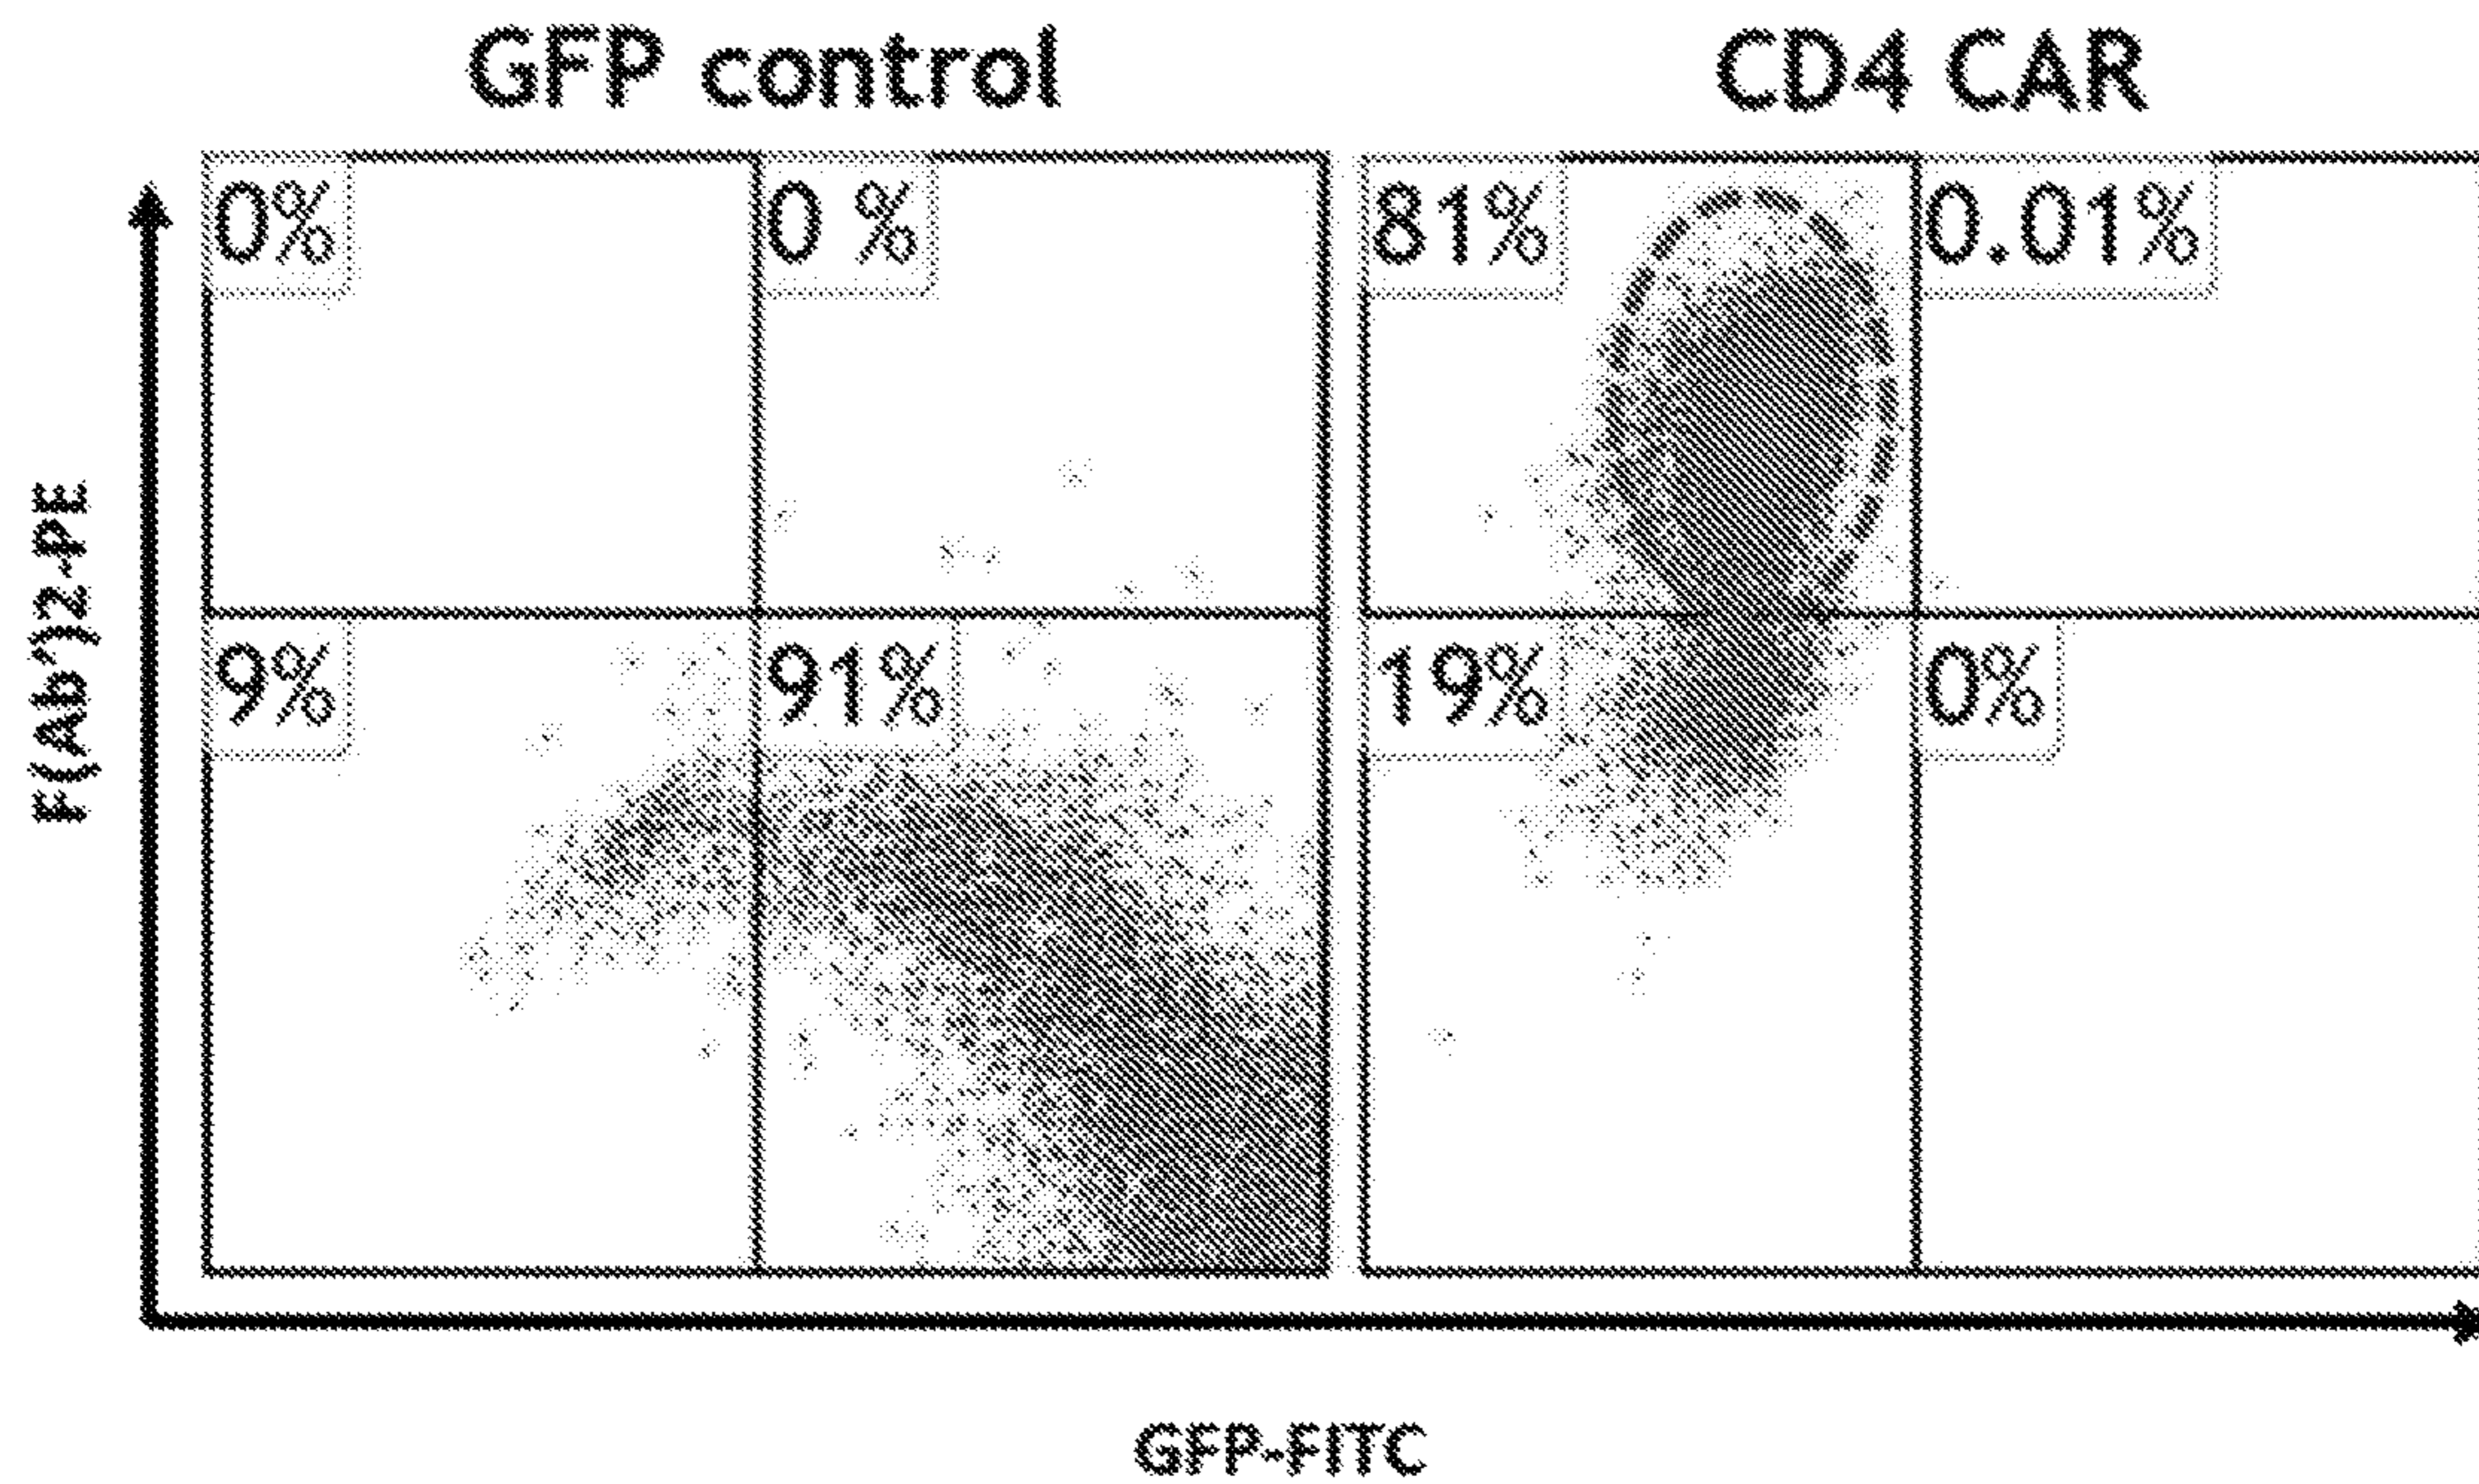 GFP control
CD4 CAR
0%
0 %
81%
0.01%
9%
91%
19%
0%
F(Ab')2-PE
GFP-FITC